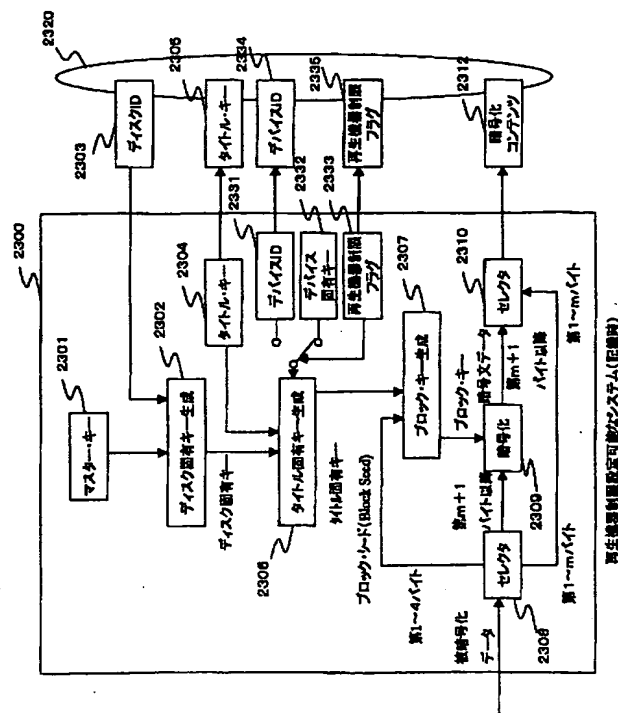 2300
2301
マスター・キー
2302
ディスク固有キー生成
ディスク固有キー
2303
ディスクID
2304
タイトル・キー
2305
タイトル・キー
2306
タイトル固有キー生成
タイトル固有キー
2320
2331
デバイスID
2334
デバイスID
2332
デバイス
固有キー
2333
再生機器制限
フラグ
2335
再生機器制限
フラグ
2307
ブロック・キー生成
ブロック・キー
ブロック・シード(Block Seed)
第1~4バイト
被暗号化
データ
2308
セレクタ
第m+1
バイト以降
2309
暗号化
暗号文データ
第m+1
バイト以降
2310
セレクタ
第1~mバイト
第1~mバイト
2312
暗号化
コンテンツ
再生機器制限設定可能なシステム(記録時)